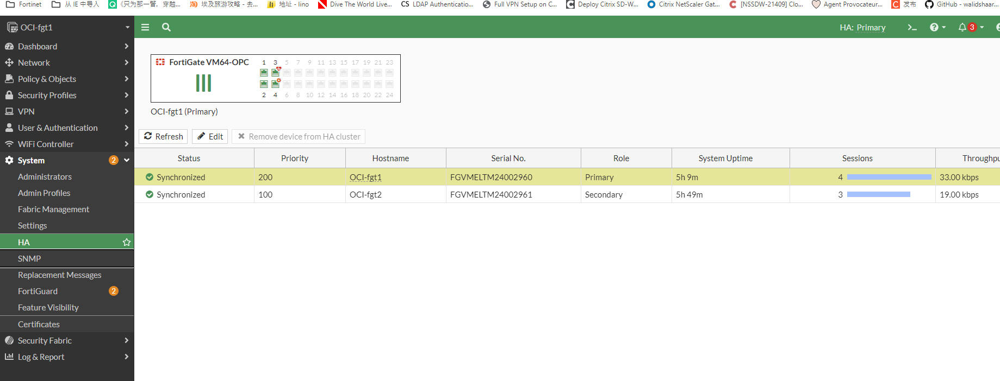 Fortinet 从 IE 中导入 《只为那一瞥，穿越... 埃及旅游攻略 - 去... 地址 - lino Dive The World Live... CS LDAP Authenticatio... Full VPN Setup on C... Deploy Citrix SD-W... Citrix NetScaler Gat... [NSSDW-21409] Clo... Agent Provocateur... 发布 GitHub - walidshaar...
OCI-fgt1 HA: Primary 3
Dashboard
Network
Policy & Objects
Security Profiles
VPN
User & Authentication
WiFi Controller
System 2
Administrators
Admin Profiles
Fabric Management
Settings
HA
SNMP
Replacement Messages
FortiGuard 2
Feature Visibility
Certificates
Security Fabric
Log & Report
FortiGate VM64-OPC 1 3 5 7 9 11 13 15 17 19 21 23
2 4 6 8 10 12 14 16 18 20 22 24
OCI-fgt1 (Primary)
Refresh Edit Remove device from HA cluster
Status Priority Hostname Serial No. Role System Uptime Sessions Throughpu
Synchronized 200 OCI-fgt1 FGVMELTM24002960 Primary 5h 9m 4 33.00 kbps
Synchronized 100 OCI-fgt2 FGVMELTM24002961 Secondary 5h 49m 3 19.00 kbps